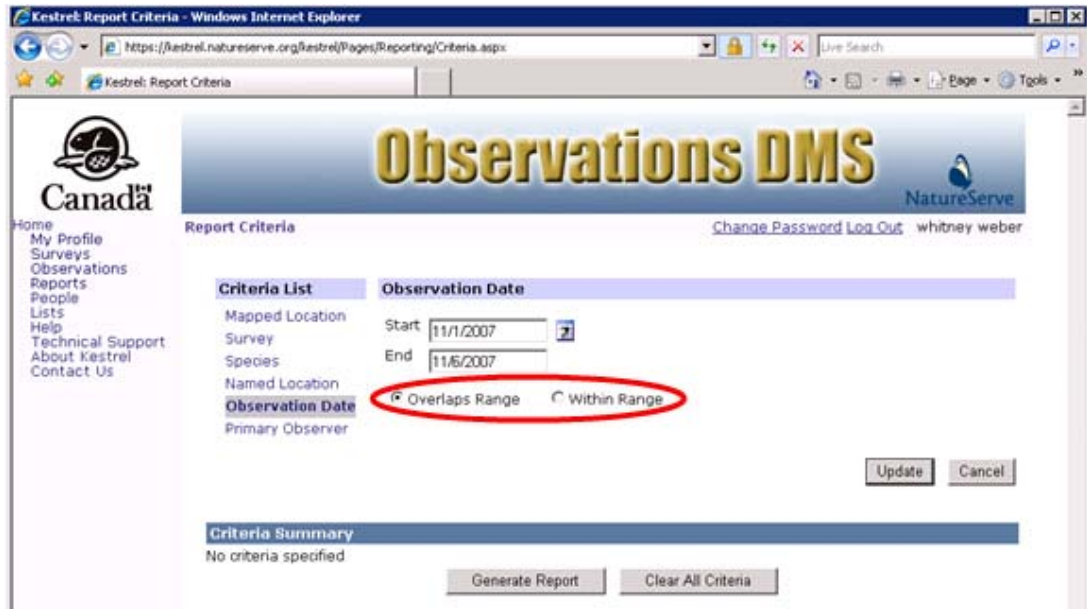 Kestrel: Report Criteria - Windows Internet Explorer
https://kestrel.natureserve.org/kestrel/Pages/Reporting/Criteria.aspx
Live Search
Kestrel: Report Criteria
Page
Tools
Canada
Observations DMS
NatureServe
Home
My Profile
Surveys
Observations
Reports
People
Lists
Help
Technical Support
About Kestrel
Contact Us
Report Criteria
Change Password Log Out whitney weber
Criteria List
Mapped Location
Survey
Species
Named Location
Observation Date
Primary Observer
Observation Date
Start 11/1/2007
End 11/6/2007
Overlaps Range Within Range
Update Cancel
Criteria Summary
No criteria specified
Generate Report Clear All Criteria